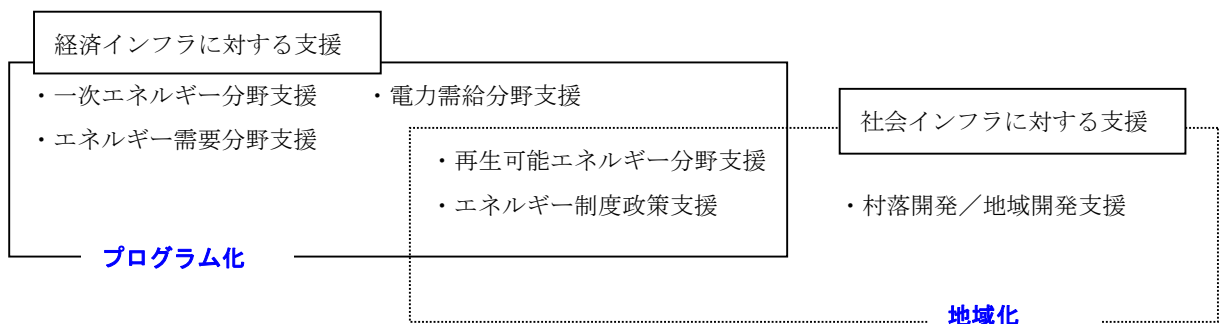 経済インフラに対する支援
・一次エネルギー分野支援 ・電力需給分野支援
・エネルギー需要分野支援
社会インフラに対する支援
・再生可能エネルギー分野支援
・エネルギー制度政策支援
・村落開発／地域開発支援
プログラム化
地域化